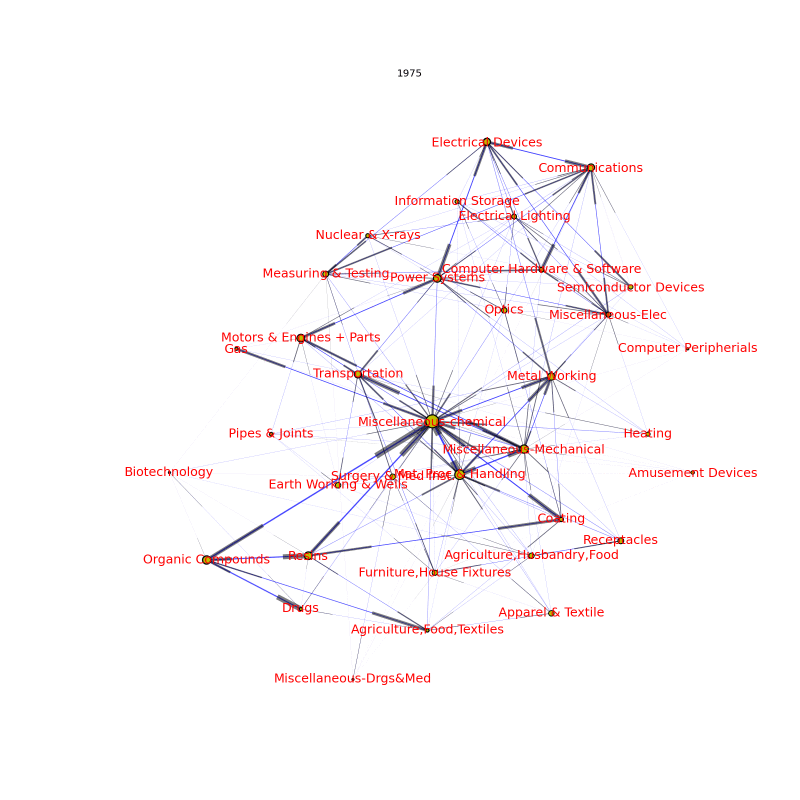 1975
Electrical Devices
Communications
Information Storage
Electrical Lighting
Nuclear & X-rays
Computer Hardware & Software
Measuring & Testing
Power Systems
Semiconductor Devices
Optics
Miscellaneous-Elec
Motors & Engines + Parts
Gas
Computer Peripherials
Transportation
Metal Working
Miscellaneous-chemical
Pipes & Joints
Heating
Miscellaneous-Mechanical
Biotechnology
Surgery & Med Inst.
Mat. Proc & Handling
Amusement Devices
Earth Working & Wells
Coating
Receptacles
Organic Compounds
Resins
Agriculture,Husbandry,Food
Furniture,House Fixtures
Drugs
Apparel & Textile
Agriculture,Food,Textiles
Miscellaneous-Drgs&Med